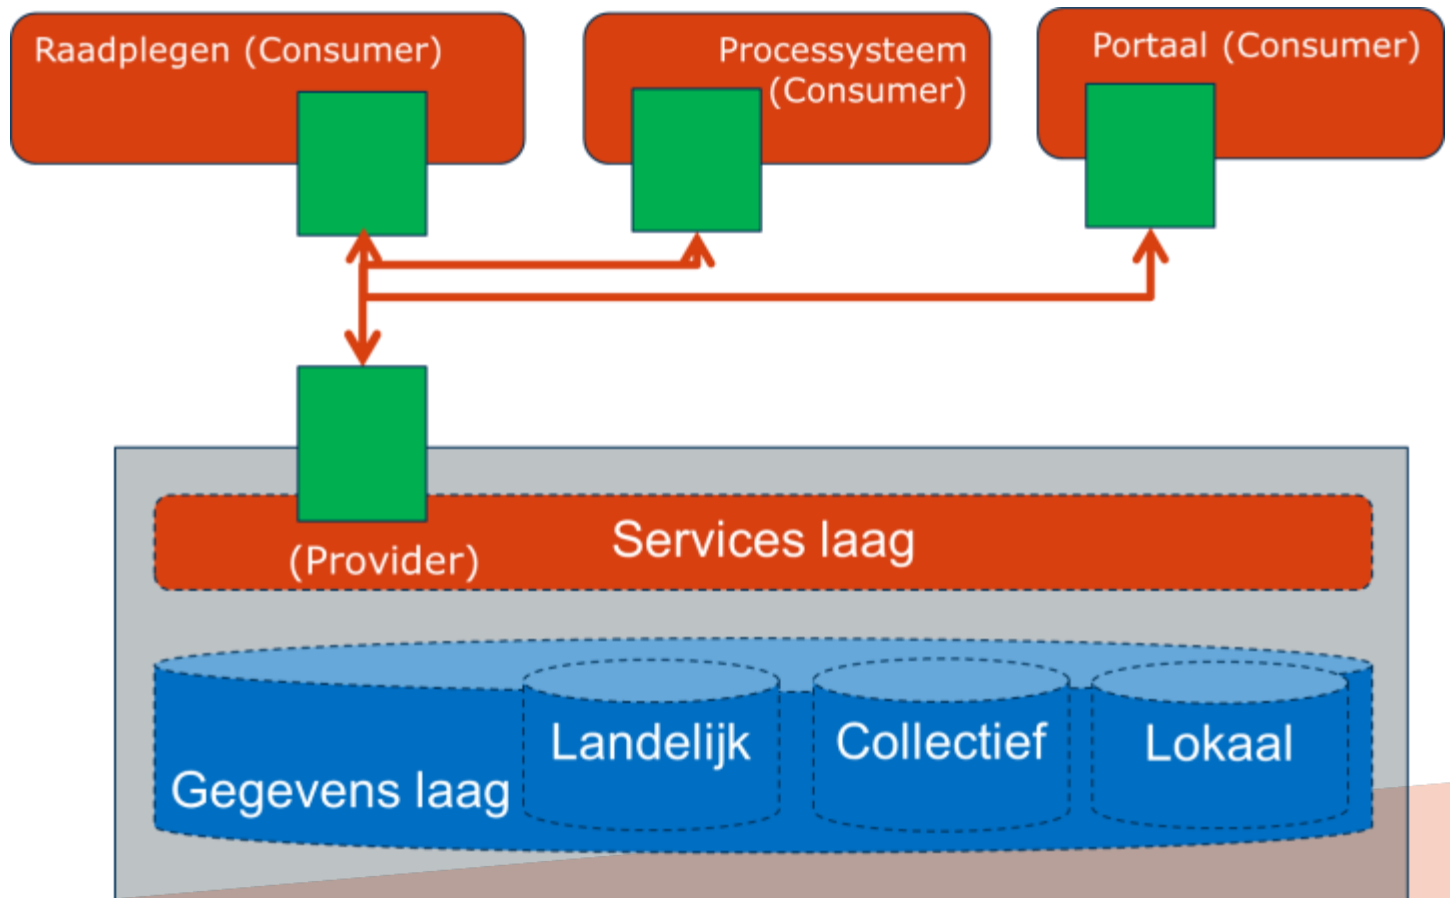 Raadplegen (Consumer)
Processysteem
(Consumer)
Portaal (Consumer)
Services laag
(Provider)
Landelijk
Collectief
Lokaal
Gegevens laag